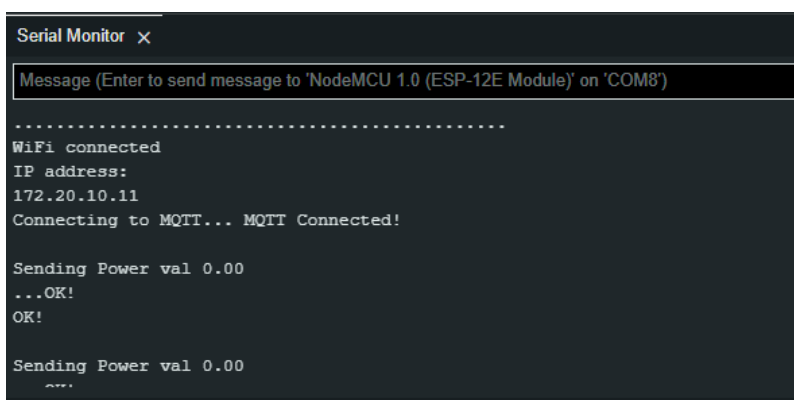 Serial Monitor ×
Message (Enter to send message to 'NodeMCU 1.0 (ESP-12E Module)' on 'COM8')
...............................................
WiFi connected
IP address:
172.20.10.11
Connecting to MQTT... MQTT Connected!
Sending Power val 0.00
...OK!
OK!
Sending Power val 0.00